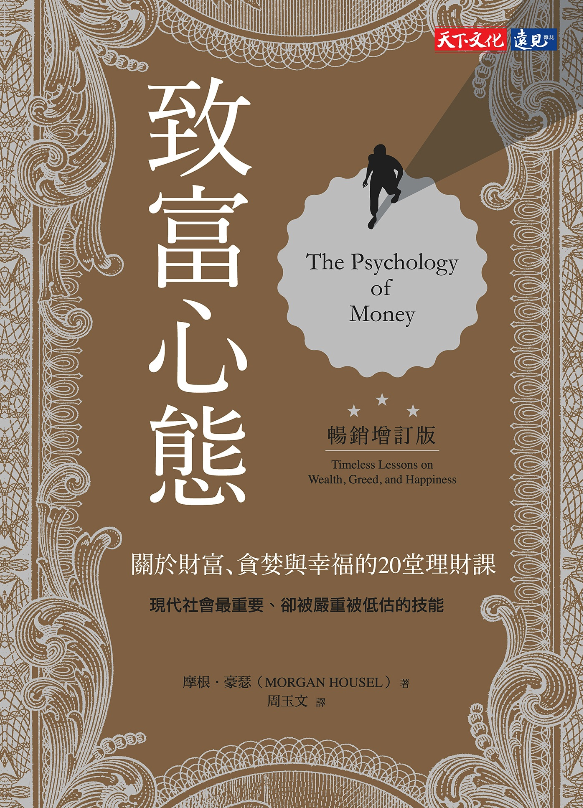 天下文化 遠見雜誌
致富心態
The Psychology
of
Money
暢銷增訂版
Timeless Lessons on
Wealth, Greed, and Happiness
關於財富、貪婪與幸福的20堂理財課
現代社會最重要、卻被嚴重被低估的技能
摩根．豪瑟（MORGAN HOUSEL）著
周玉文 譯